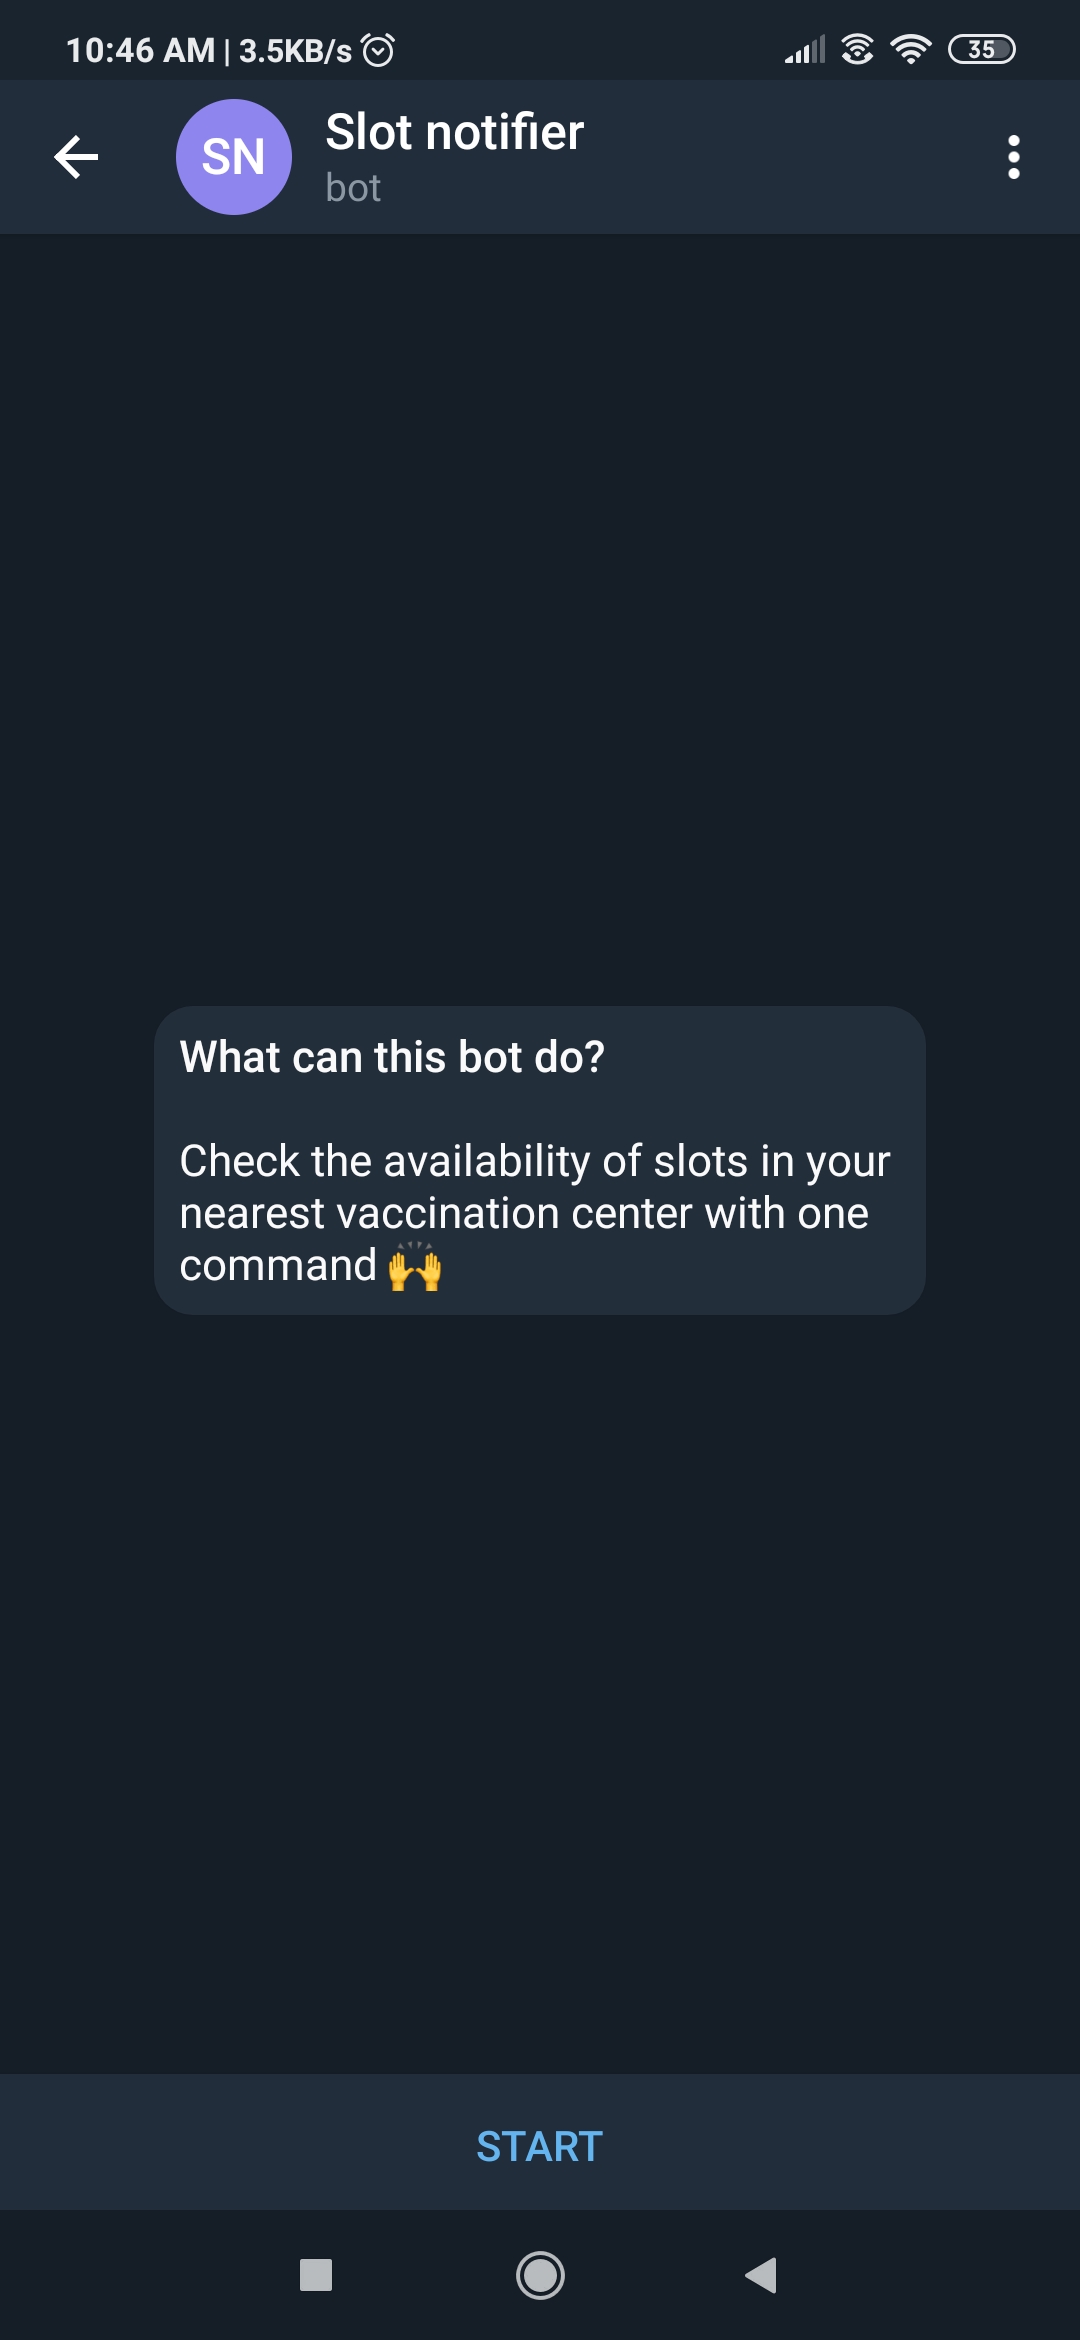 10:46 AM | 3.5KB/s
35
SN
Slot notifier
bot
What can this bot do?
Check the availability of slots in your
nearest vaccination center with one
command 🙌
START